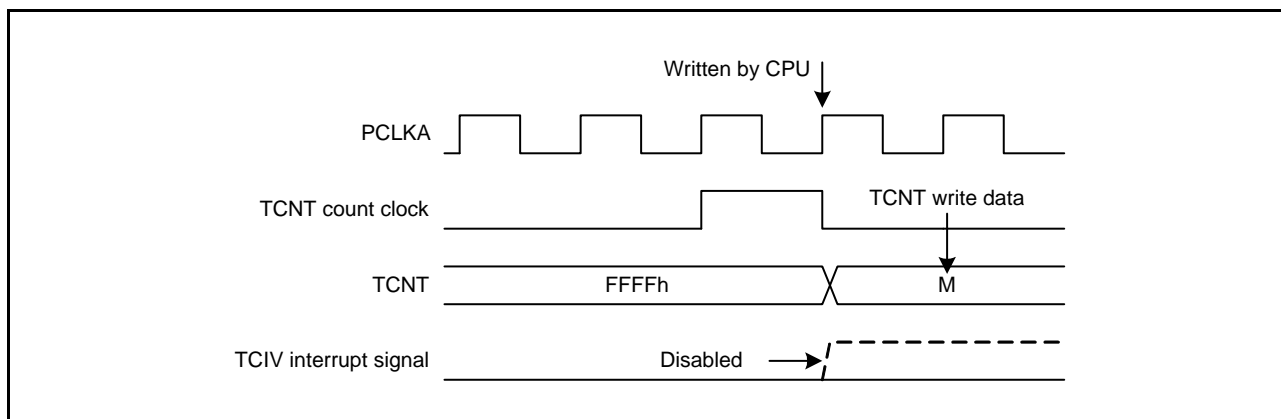 Written by CPU
PCLKA
TCNT count clock
TCNT write data
TCNT
FFFFh
M
TCIV interrupt signal
Disabled